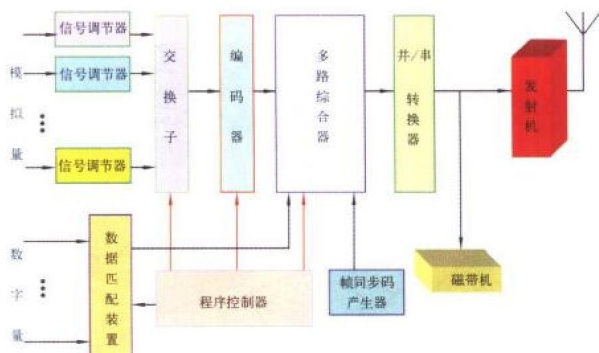 模拟量
信号调节器
信号调节器
信号调节器
交换子
编码器
多路综合器
并/串转换器
发射机
数字量
数据匹配装置
程序控制器
帧同步码
产生器
磁带机